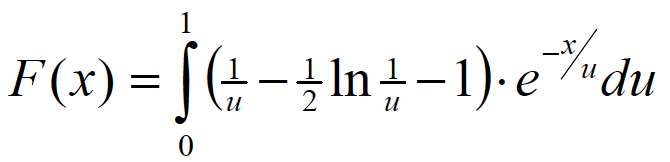 F(x) = ∫₀¹ (1/u − 1/2 ln 1/u − 1) · e^(−x/u) du